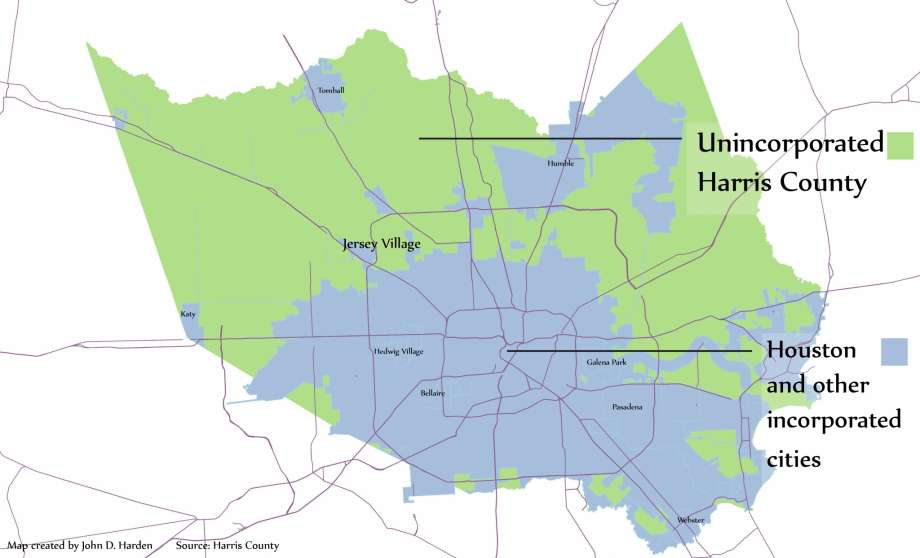 Tomball
Unincorporated
Harris County
Humble
Jersey Village
Katy
Hedwig Village
Galena Park
Houston
and other
incorporated
cities
Bellaire
Pasadena
Webster
Map created by John D. Harden Source: Harris County